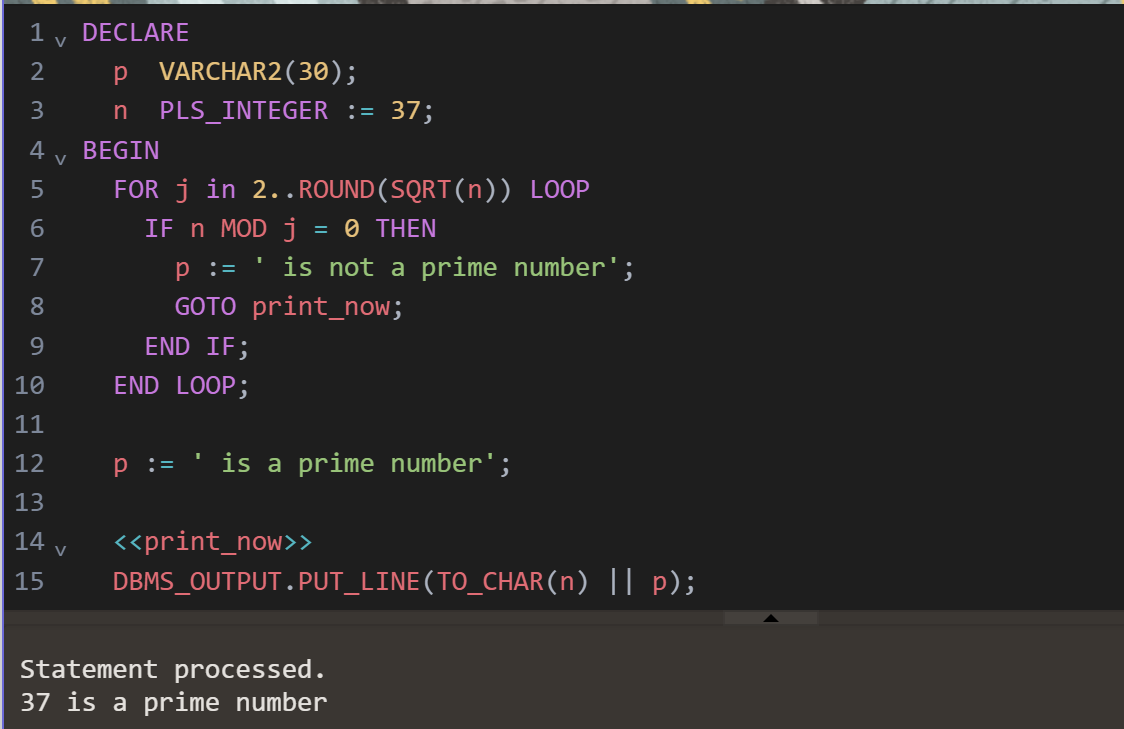 1 DECLARE
2 p  VARCHAR2(30);
3 n  PLS_INTEGER := 37;
4 BEGIN
5 FOR j in 2..ROUND(SQRT(n)) LOOP
6 IF n MOD j = 0 THEN
7 p := ' is not a prime number';
8 GOTO print_now;
9 END IF;
10 END LOOP;
11
12 p := ' is a prime number';
13
14 <<print_now>>
15 DBMS_OUTPUT.PUT_LINE(TO_CHAR(n) || p);
Statement processed.
37 is a prime number